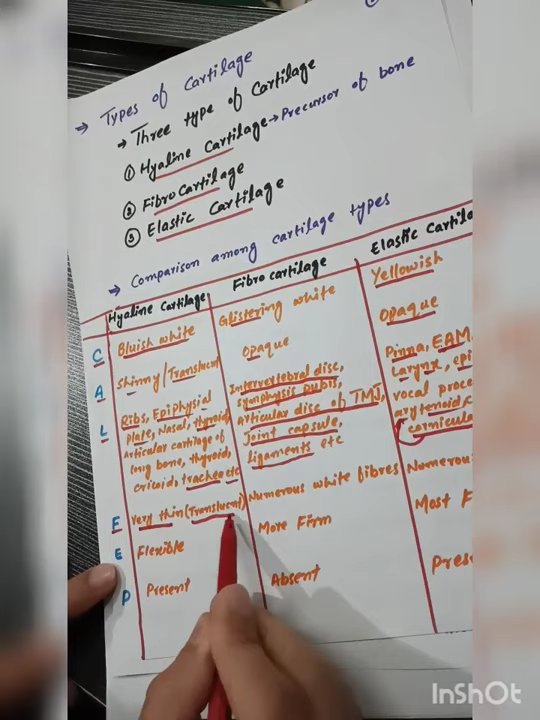 → Types of Cartilage
→ Three type of Cartilage
① Hyaline Cartilage → Precursor of bone
② Fibro Cartilage
③ Elastic Cartilage
→ Comparison among cartilage types
Hyaline Cartilage Fibro cartilage Elastic Cartila
C Bluish white Glistering white Yellowish
A Shinny / Translucent Opaque Opaque
L Ribs, Epiphysial Intervertebral disc, Pinna, EAM,
plate, Nasal, thyroid, symphysis pubis, Larynx, epi
Articular cartilage of articular disc of TMJ, vocal proce
long bone, thyroid, Joint capsule, arytenoid,
cricoid, trachea etc ligaments etc corniculat
F Very thin (Translucent) Numerous white fibres Numerous
E Flexible More Firm Most F
P Present Absent Pres
InShOt